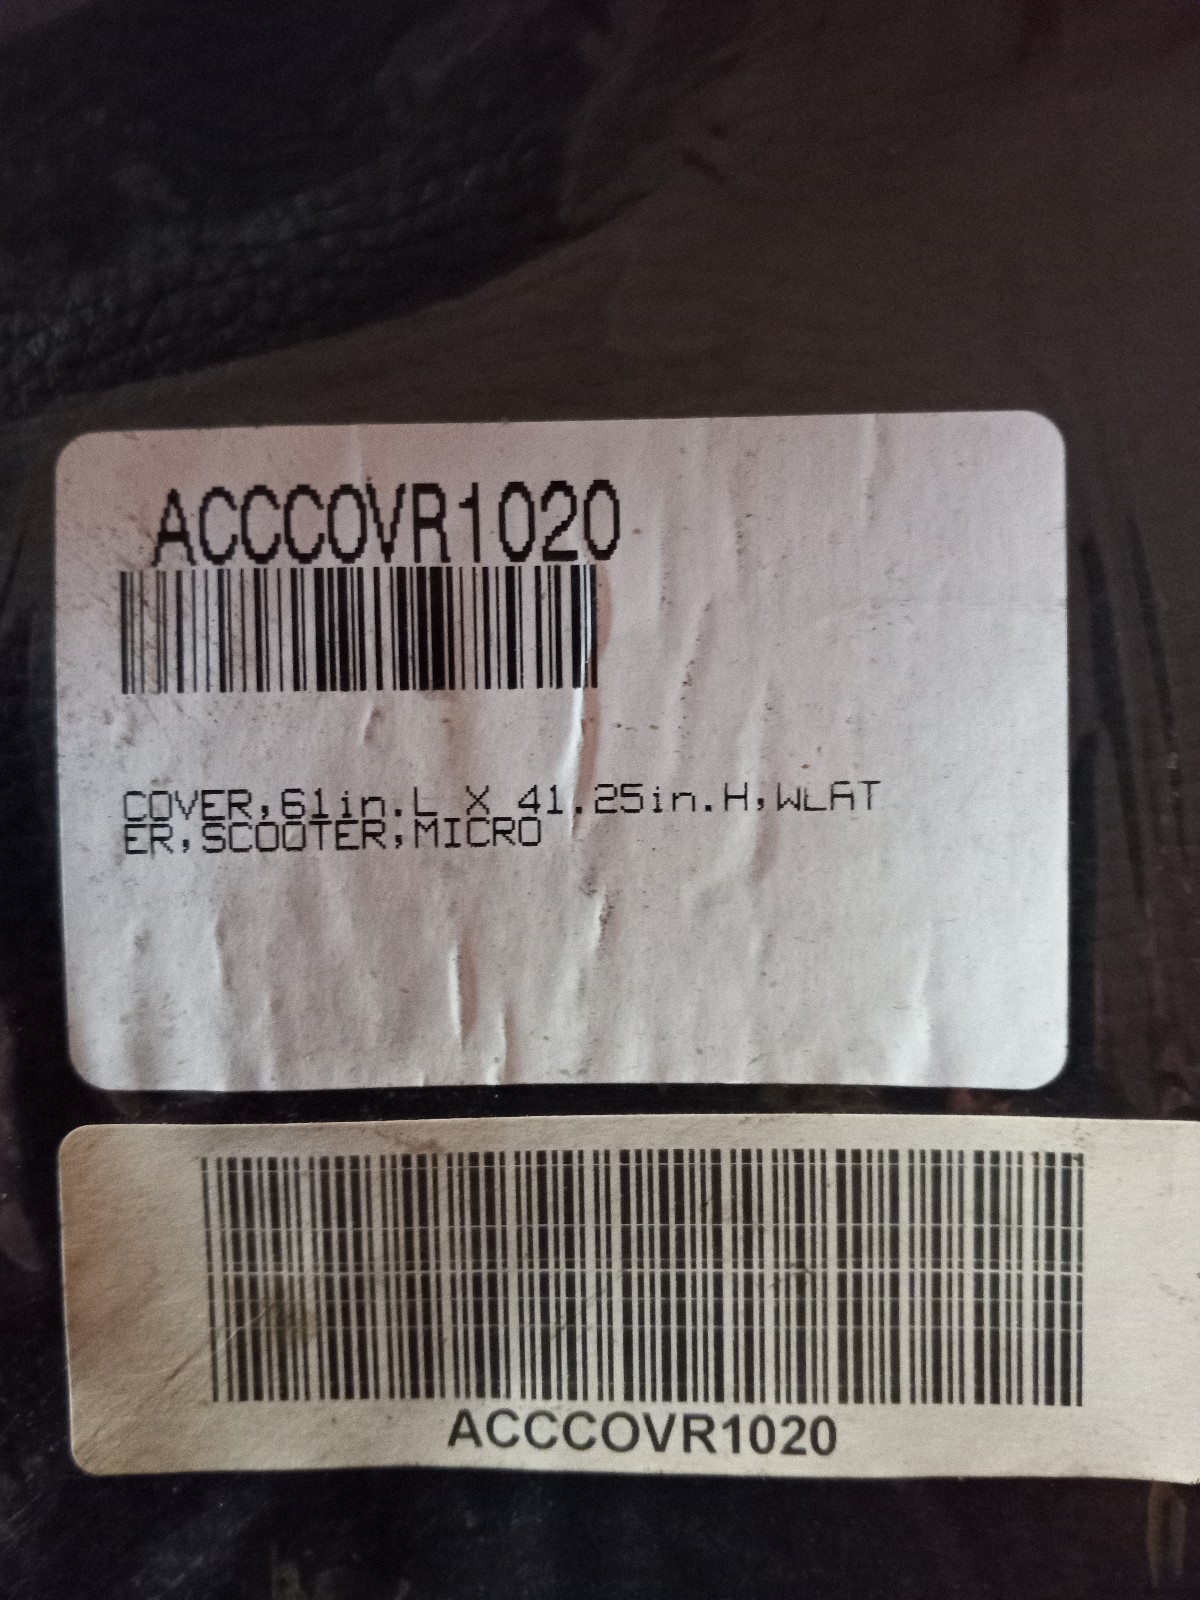 ACCCOVR1020
COVER,61in.L X 41.25in.H,WLAT
ER,SCOOTER,MICRO
ACCCOVR1020